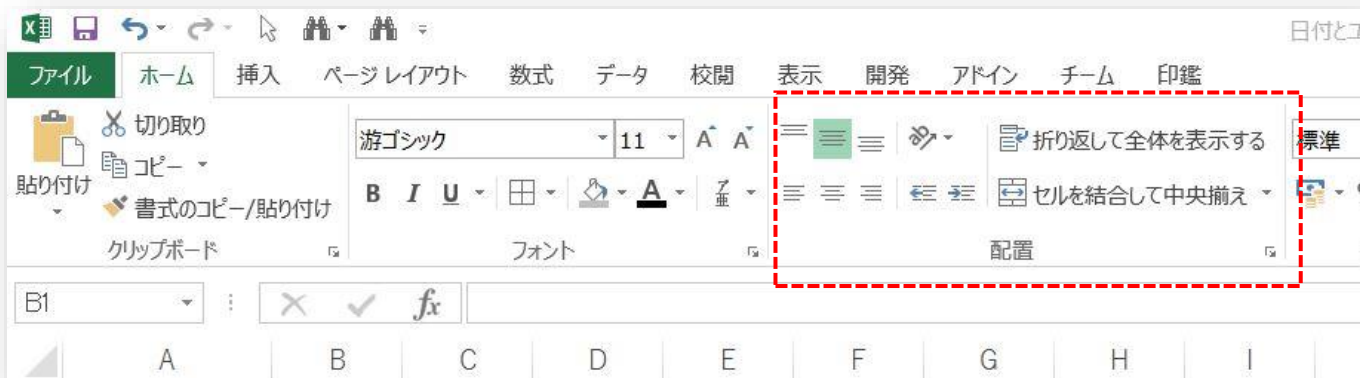 日付とユ
ファイル ホーム 挿入 ページ レイアウト 数式 データ 校閲 表示 開発 アドイン チーム 印鑑
切り取り
コピー
書式のコピー/貼り付け
貼り付け
クリップボード
游ゴシック 11 A A
B I U A 亜
フォント
折り返して全体を表示する
セルを結合して中央揃え
配置
標準
B1 fx
A B C D E F G H I